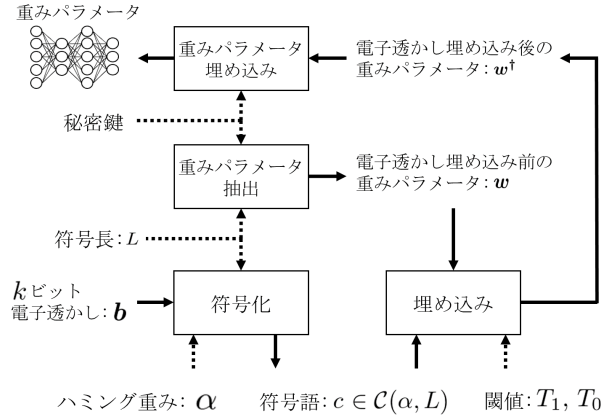 重みパラメータ
重みパラメータ
埋め込み
電子透かし埋め込み後の
重みパラメータ: w†
秘密鍵
重みパラメータ
抽出
電子透かし埋め込み前の
重みパラメータ: w
符号長: L
k ビット
電子透かし: b
符号化
埋め込み
ハミング重み: α
符号語: c ∈ C(α, L)
閾値: T₁, T₀